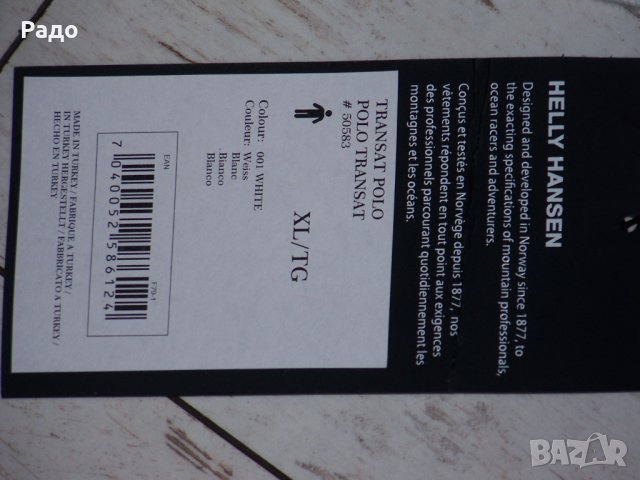 Радо
HELLY HANSEN
Designed and developed in Norway since 1877, to
the exacting specifications of mountain professionals,
ocean racers and adventurers.
Conçus et testés en Norvège depuis 1877, nos
vêtements répondent en tout point aux exigences
des professionnels parcourant quotidiennement les
montagnes et les océans.
TRANSAT POLO
POLO TRANSAT
# 50583
XL/TG
Colour: 001 WHITE
Couleur: Weiss
Blanc
.Bianco
Blanco
EAN
F70-1
7 040052 586124
MADE IN TURKEY / FABRIQUE À TURKEY /
IN TURKEY HERGESTELLT / FABBRICATO A TURKEY /
HECHO EN TURKEY
BAZAR